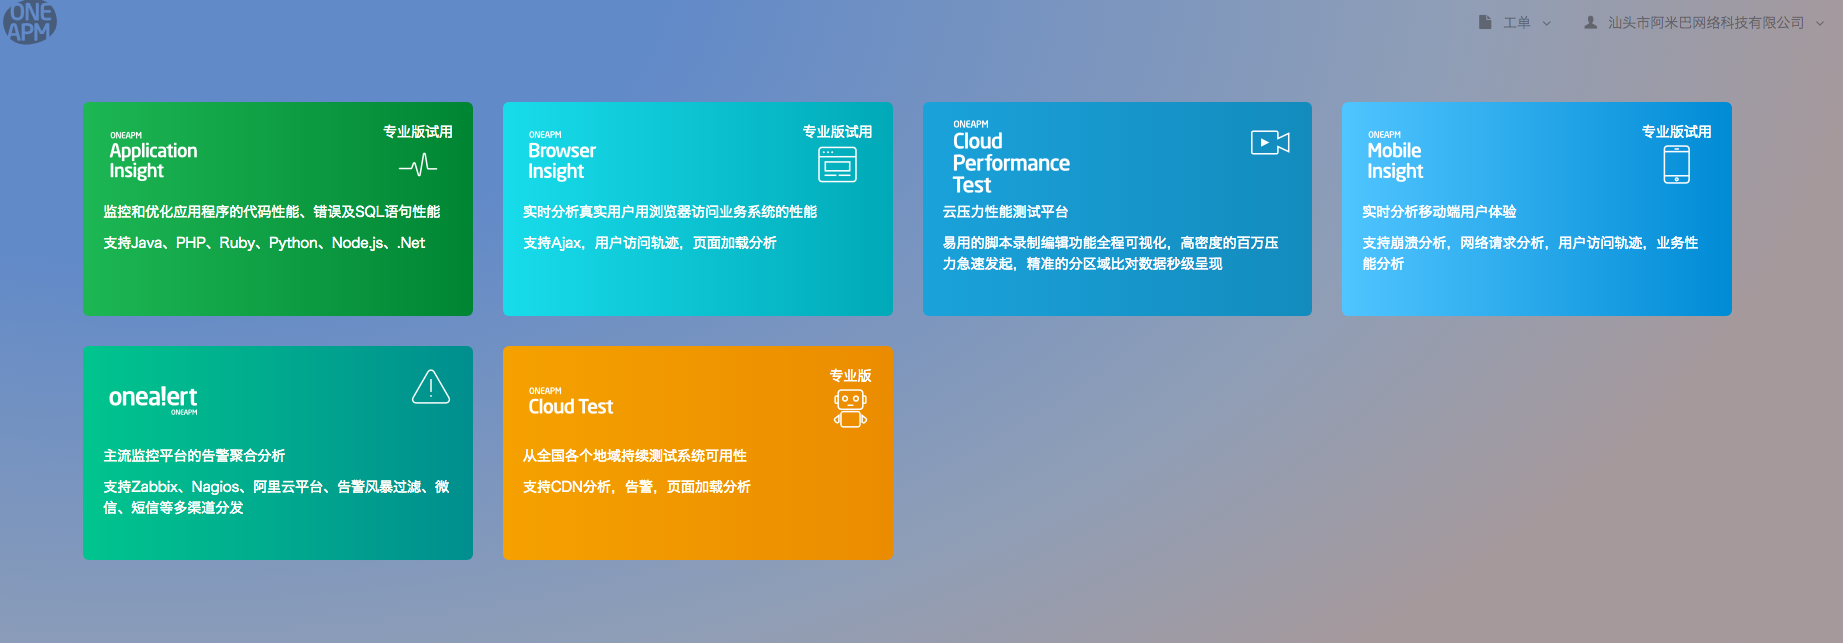 ONE
APM
工单
汕头市阿米巴网络科技有限公司
ONEAPM
Application
Insight
专业版试用
监控和优化应用程序的代码性能、错误及SQL语句性能
支持Java、PHP、Ruby、Python、Node.js、.Net
ONEAPM
Browser
Insight
专业版试用
实时分析真实用户用浏览器访问业务系统的性能
支持Ajax，用户访问轨迹，页面加载分析
ONEAPM
Cloud
Performance
Test
云压力性能测试平台
易用的脚本录制编辑功能全程可视化，高密度的百万压
力急速发起，精准的分区域比对数据秒级呈现
ONEAPM
Mobile
Insight
专业版试用
实时分析移动端用户体验
支持崩溃分析，网络请求分析，用户访问轨迹，业务性
能分析
onea!ert
ONEAPM
主流监控平台的告警聚合分析
支持Zabbix、Nagios、阿里云平台、告警风暴过滤、微
信、短信等多渠道分发
ONEAPM
Cloud Test
专业版
从全国各个地域持续测试系统可用性
支持CDN分析，告警，页面加载分析